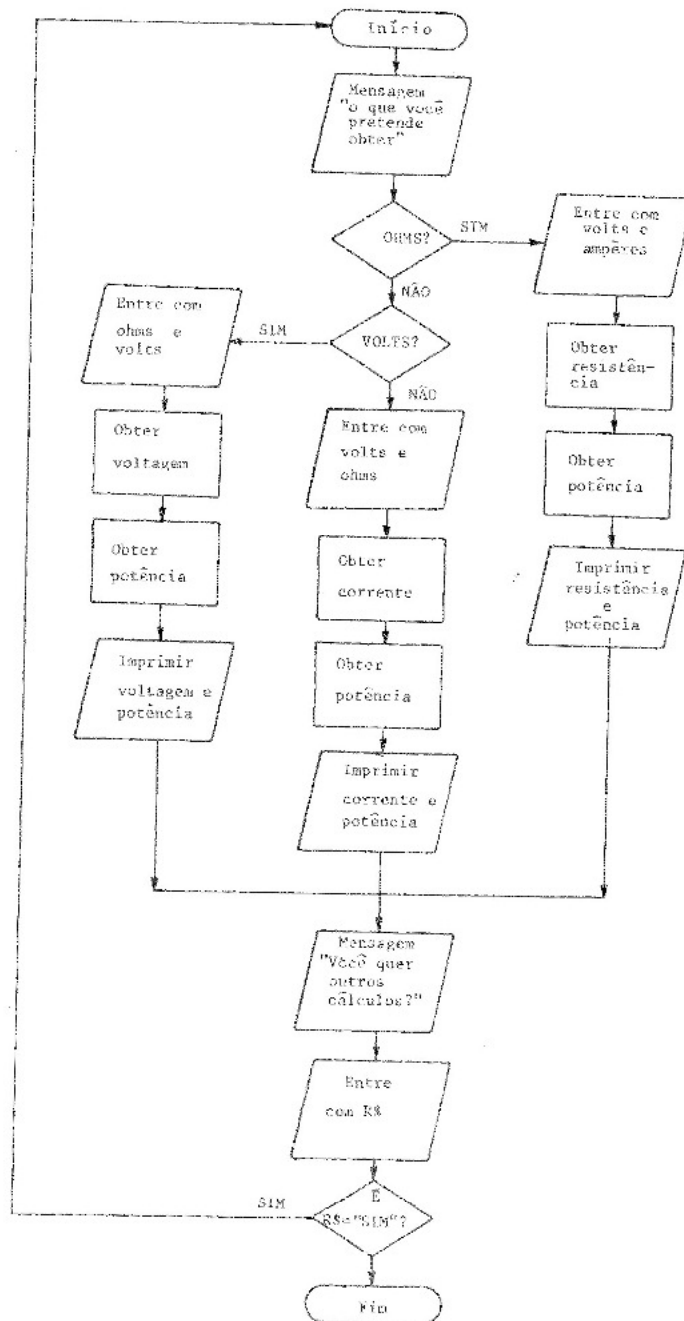 Início
Mensagem
"o que você
pretende
obter"
OHMS?
SIM
Entre com
volts e
ampères
NÃO
Entre com
ohms e
volts
SIM
VOLTS?
Obter
resistên-
cia
NÃO
Obter
voltagem
Entre com
volts e
ohms
Obter
potência
Obter
potência
Obter
corrente
Imprimir
resistência
e
potência
Imprimir
voltagem e
potência
Obter
potência
Imprimir
corrente e
potência
Mensagem
"Você quer
outros
cálculos?"
Entre
com R$
SIM
É
R$="SIM"?
Fim